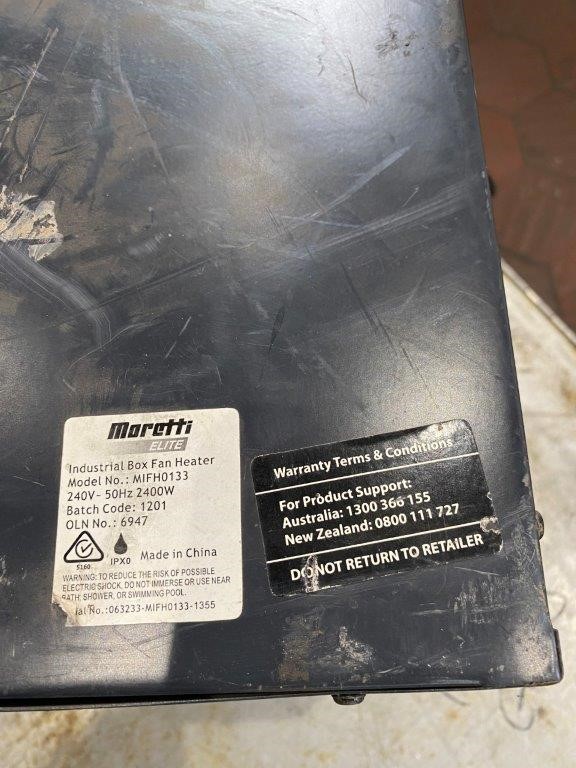 Moretti
ELITE
Industrial Box Fan Heater
Model No.: MIFH0133
240V~ 50Hz 2400W
Batch Code: 1201
OLN No.: 6947
S160
IPX0
Made in China
WARNING: TO REDUCE THE RISK OF POSSIBLE
ELECTRIC SHOCK, DO NOT IMMERSE OR USE NEAR
BATH, SHOWER, OR SWIMMING POOL.
ial No.:063233-MIFH0133-1355
Warranty Terms & Conditions
For Product Support:
Australia: 1300 366 155
New Zealand: 0800 111 727
DO NOT RETURN TO RETAILER